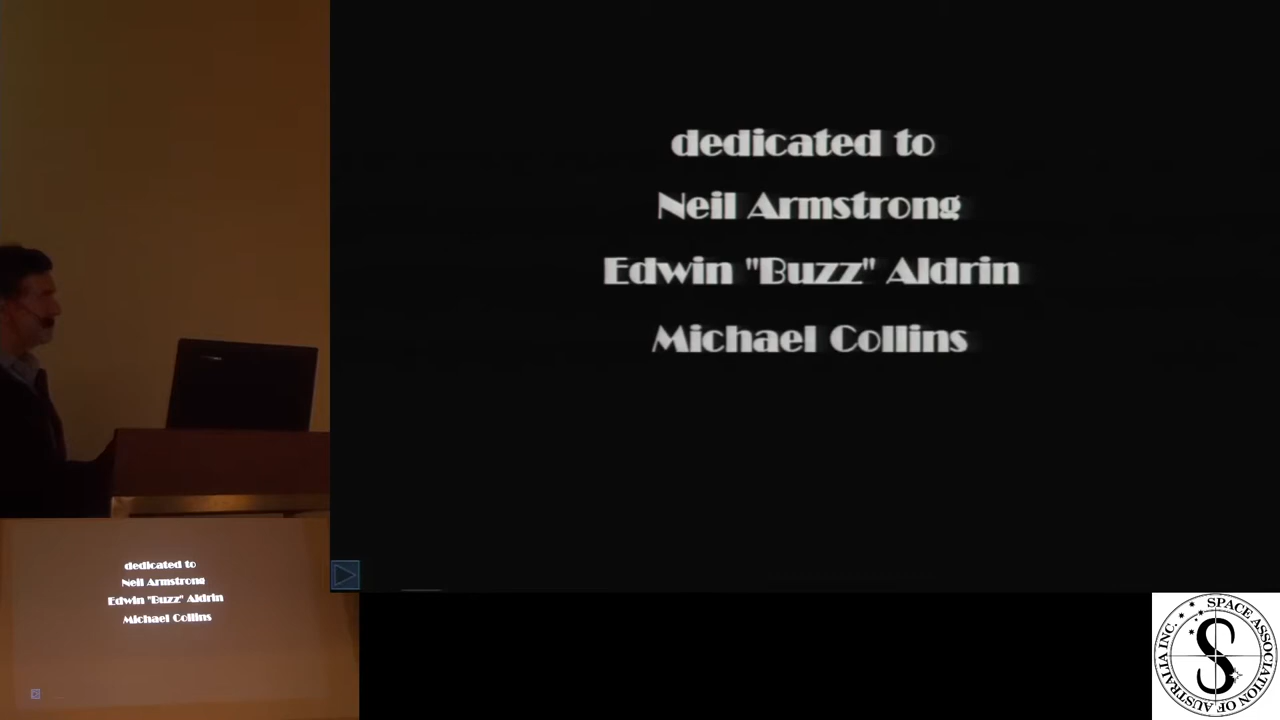 dedicated to
Neil Armstrong
Edwin "Buzz" Aldrin
Michael Collins
dedicated to
Neil Armstrong
Edwin "Buzz" Aldrin
Michael Collins
SPACE ASSOCIATION OF AUSTRALIA INC.
S